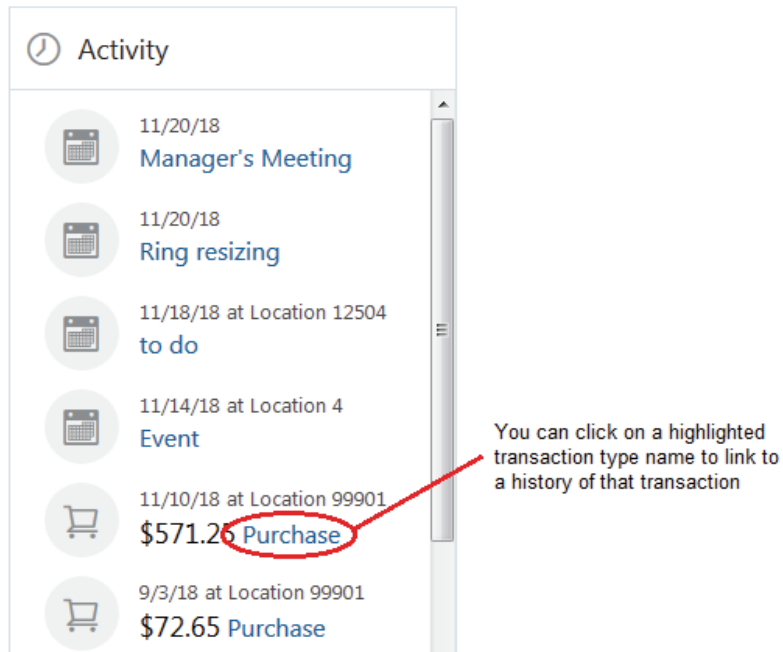 Activity
11/20/18
Manager's Meeting
11/20/18
Ring resizing
11/18/18 at Location 12504
to do
11/14/18 at Location 4
Event
11/10/18 at Location 99901
$571.25 Purchase
9/3/18 at Location 99901
$72.65 Purchase
You can click on a highlighted
transaction type name to link to
a history of that transaction